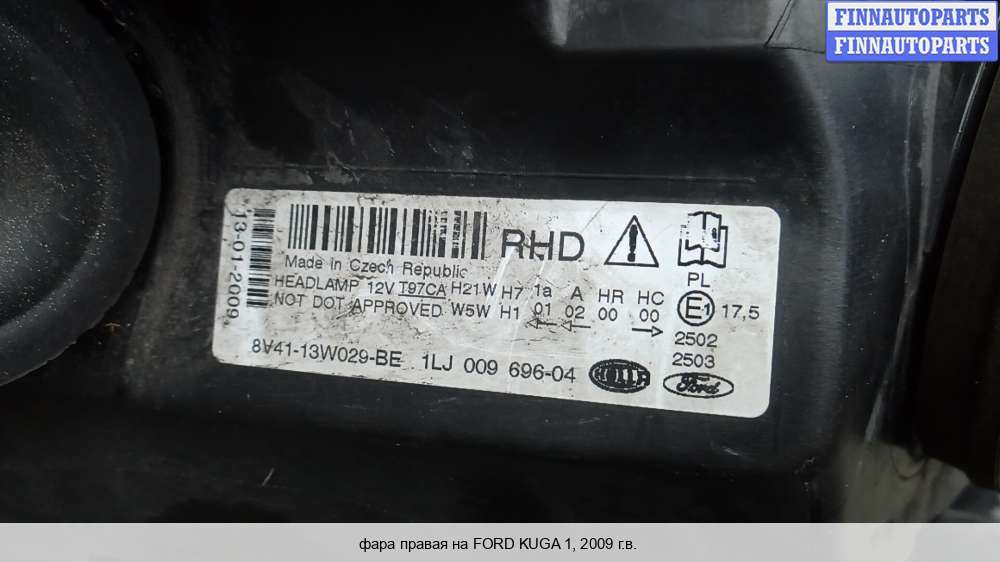 FINNAUTOPARTS
FINNAUTOPARTS
13-01-2009
RHD
Made in Czech Republic
HEADLAMP 12V T97CA H21W H7 1a A HR HC
NOT DOT APPROVED W5W H1 01 02 00 00
PL
E1 17,5
2502
2503
8V41-13W029-BE 1LJ 009 696-04
HELLA
Ford
фара правая на FORD KUGA 1, 2009 г.в.